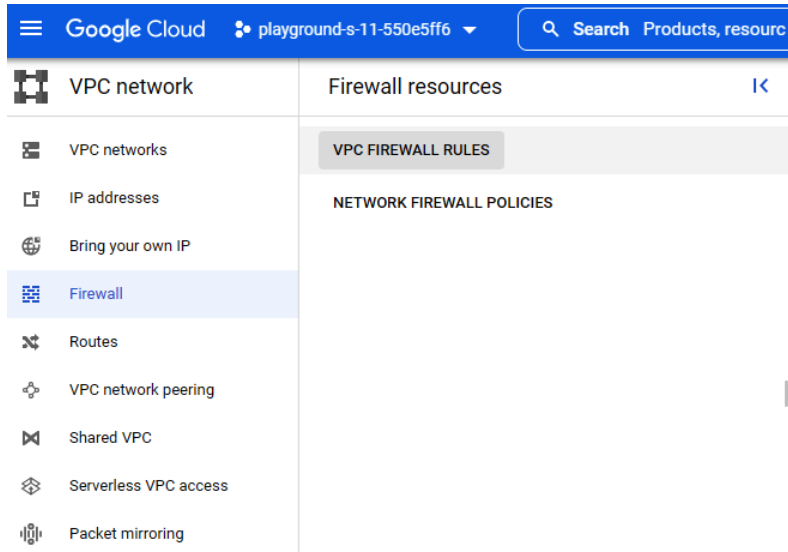 Google Cloud playground-s-11-550e5ff6 Search Products, resourc
VPC network
Firewall resources
VPC networks
VPC FIREWALL RULES
IP addresses
NETWORK FIREWALL POLICIES
Bring your own IP
Firewall
Routes
VPC network peering
Shared VPC
Serverless VPC access
Packet mirroring